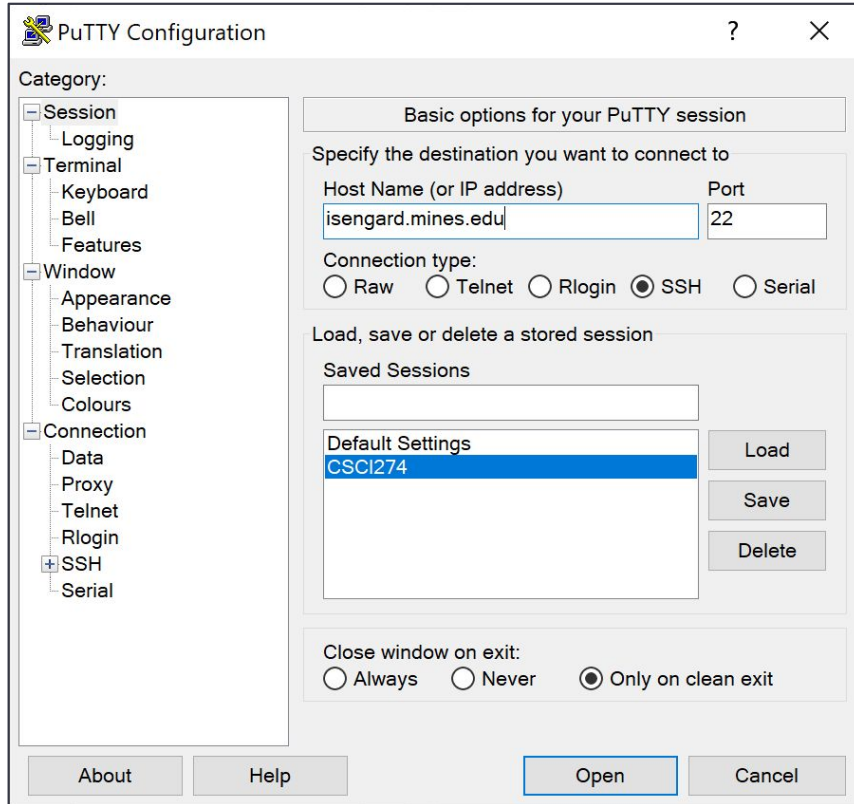 PuTTY Configuration ?
Category:
Session
Logging
Terminal
Keyboard
Bell
Features
Window
Appearance
Behaviour
Translation
Selection
Colours
Connection
Data
Proxy
Telnet
Rlogin
SSH
Serial
Basic options for your PuTTY session
Specify the destination you want to connect to
Host Name (or IP address) Port
isengard.mines.edu 22
Connection type:
Raw Telnet Rlogin SSH Serial
Load, save or delete a stored session
Saved Sessions
Default Settings
CSCI274
Load
Save
Delete
Close window on exit:
Always Never Only on clean exit
About Help Open Cancel